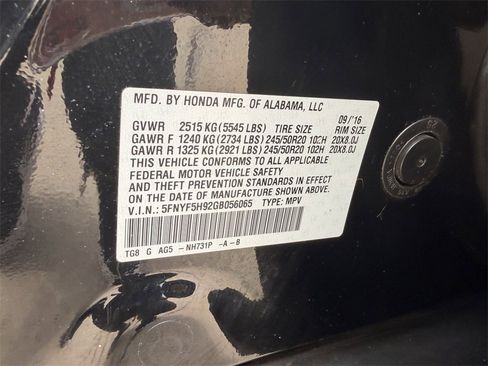 MFD. BY HONDA MFG. OF ALABAMA, LLC
09/'16
GVWR 2515 KG (5545 LBS) TIRE SIZE RIM SIZE
GAWR F 1240 KG (2734 LBS) 245/50R20 102H 20X8.0J
GAWR R 1325 KG (2921 LBS) 245/50R20 102H 20X8.0J
THIS VEHICLE CONFORMS TO ALL APPLICABLE
FEDERAL MOTOR VEHICLE SAFETY
AND THEFT PREVENTION STANDARDS IN EFFECT
ON THE DATE OF MANUFACTURE SHOWN ABOVE.
V.I.N.: 5FNYF5H92GB056065 TYPE: MPV
TG8 G AG5 -NH731P -A-B